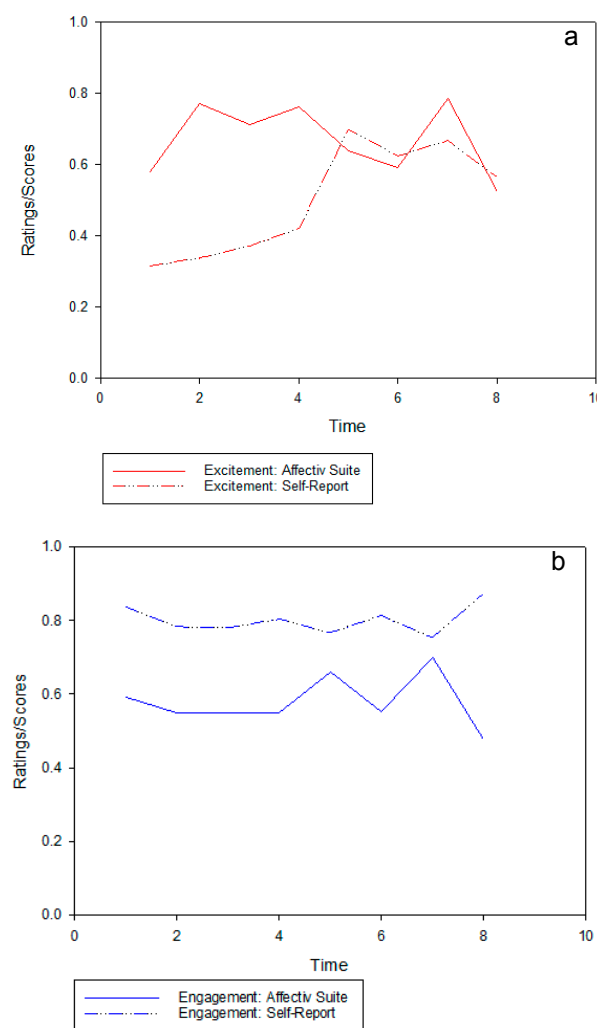 a
1.0
0.8
0.6
0.4
0.2
0.0
Ratings/Scores
0 2 4 6 8 10
Time
Excitement: Affectiv Suite
Excitement: Self-Report
b
1.0
0.8
0.6
0.4
0.2
0.0
Ratings/Scores
0 2 4 6 8 10
Time
Engagement: Affectiv Suite
Engagement: Self-Report